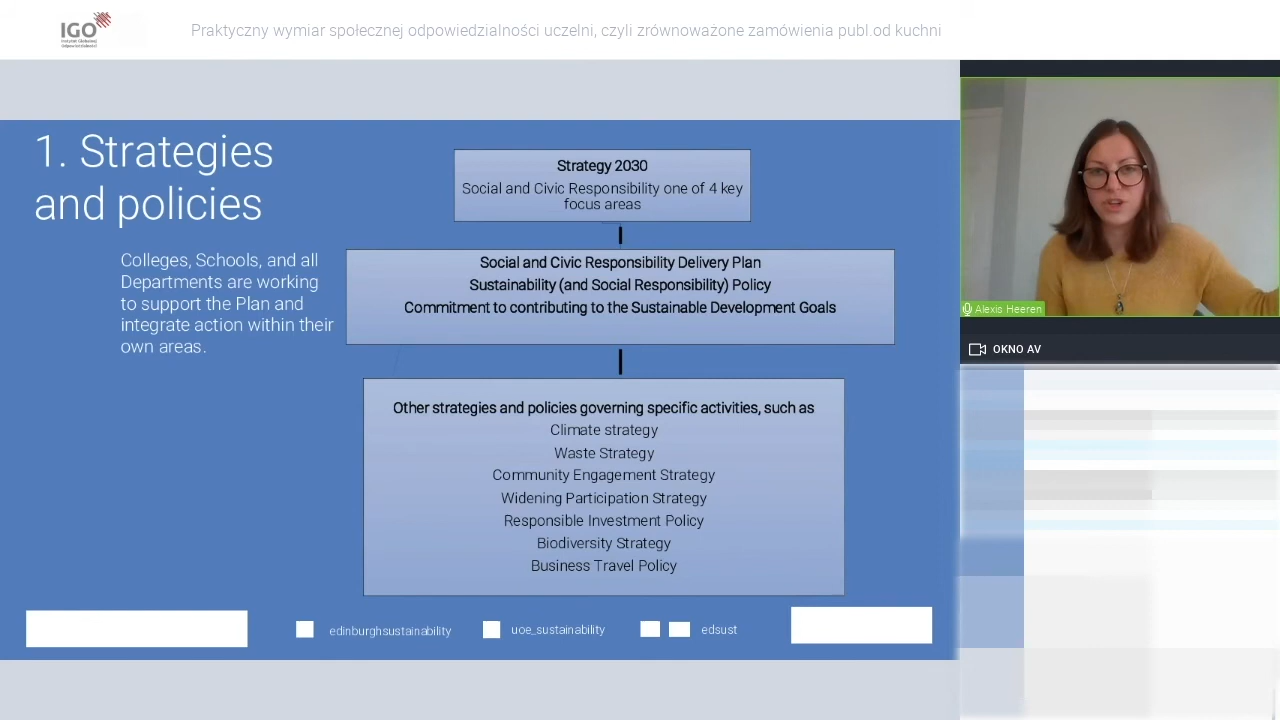 IGO
Instytut Globalnej
Odpowiedzialności
Praktyczny wymiar społecznej odpowiedzialności uczelni, czyli zrównoważone zamówienia publ.od kuchni
1. Strategies
and policies
Colleges, Schools, and all
Departments are working
to support the Plan and
integrate action within their
own areas.
Strategy 2030
Social and Civic Responsibility one of 4 key
focus areas
Social and Civic Responsibility Delivery Plan
Sustainability (and Social Responsibility) Policy
Commitment to contributing to the Sustainable Development Goals
Other strategies and policies governing specific activities, such as
Climate strategy
Waste Strategy
Community Engagement Strategy
Widening Participation Strategy
Responsible Investment Policy
Biodiversity Strategy
Business Travel Policy
edinburghsustainability
uoe_sustainability
edsust
Alexis Heeren
OKNO AV